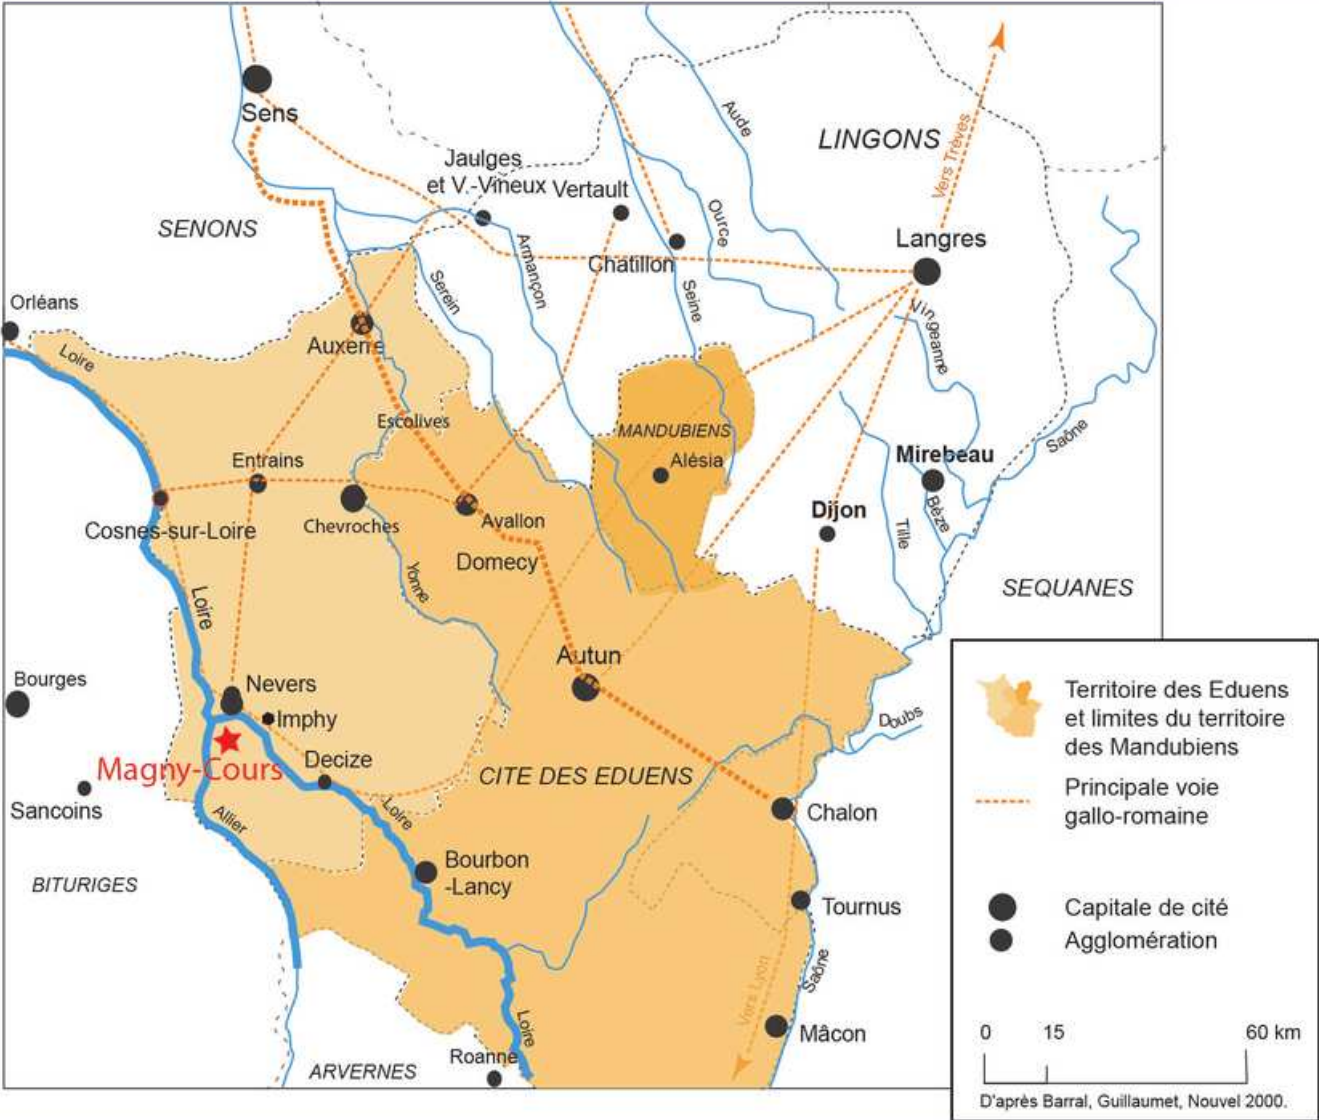 Sens
Aude
LINGONS
Vers Trèves
Jaulges
et V.-Vineux
Vertault
SENONS
Ource
Langres
Armançon
Chatillon
Serein
Seine
Vingeanne
Orléans
Loire
Auxerre
Escolives
MANDUBIENS
Alésia
Saône
Mirebeau
Entrains
Cosnes-sur-Loire
Chevroches
Avallon
Dijon
Tille
Bèze
Domecy
Yonne
SEQUANES
Loire
Autun
Bourges
Nevers
Imphy
Doubs
Magny-Cours
Decize
CITE DES EDUENS
Sancoins
Allier
Loire
Chalon
BITURIGES
Bourbon
-Lancy
Tournus
Vers Lyon
Saône
Loire
Mâcon
Roanne
ARVERNES
Territoire des Eduens
et limites du territoire
des Mandubiens
Principale voie
gallo-romaine
Capitale de cité
Agglomération
0 15 60 km
D'après Barral, Guillaumet, Nouvel 2000.